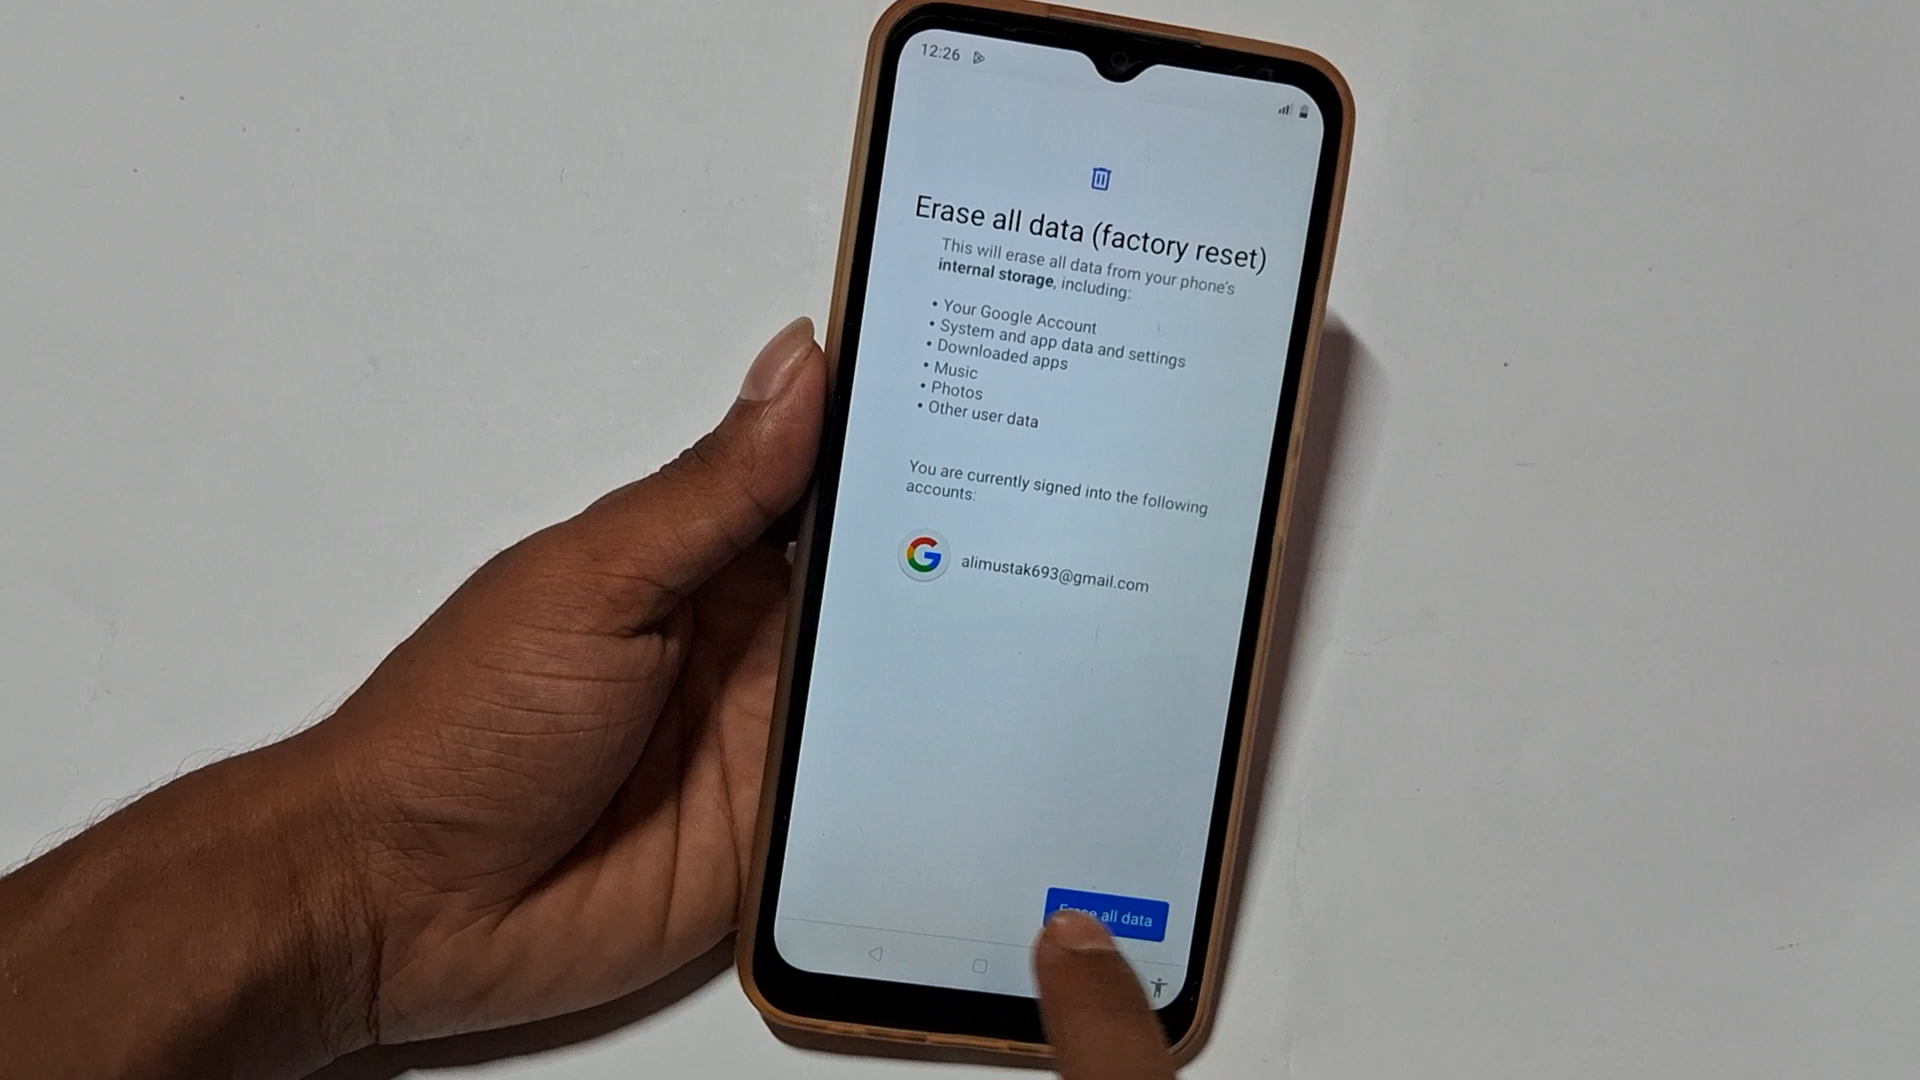 12:26
Erase all data (factory reset)
This will erase all data from your phone's
internal storage, including:
• Your Google Account
• System and app data and settings
• Downloaded apps
• Music
• Photos
• Other user data
You are currently signed into the following
accounts:
G alimustak693@gmail.com
Erase all data